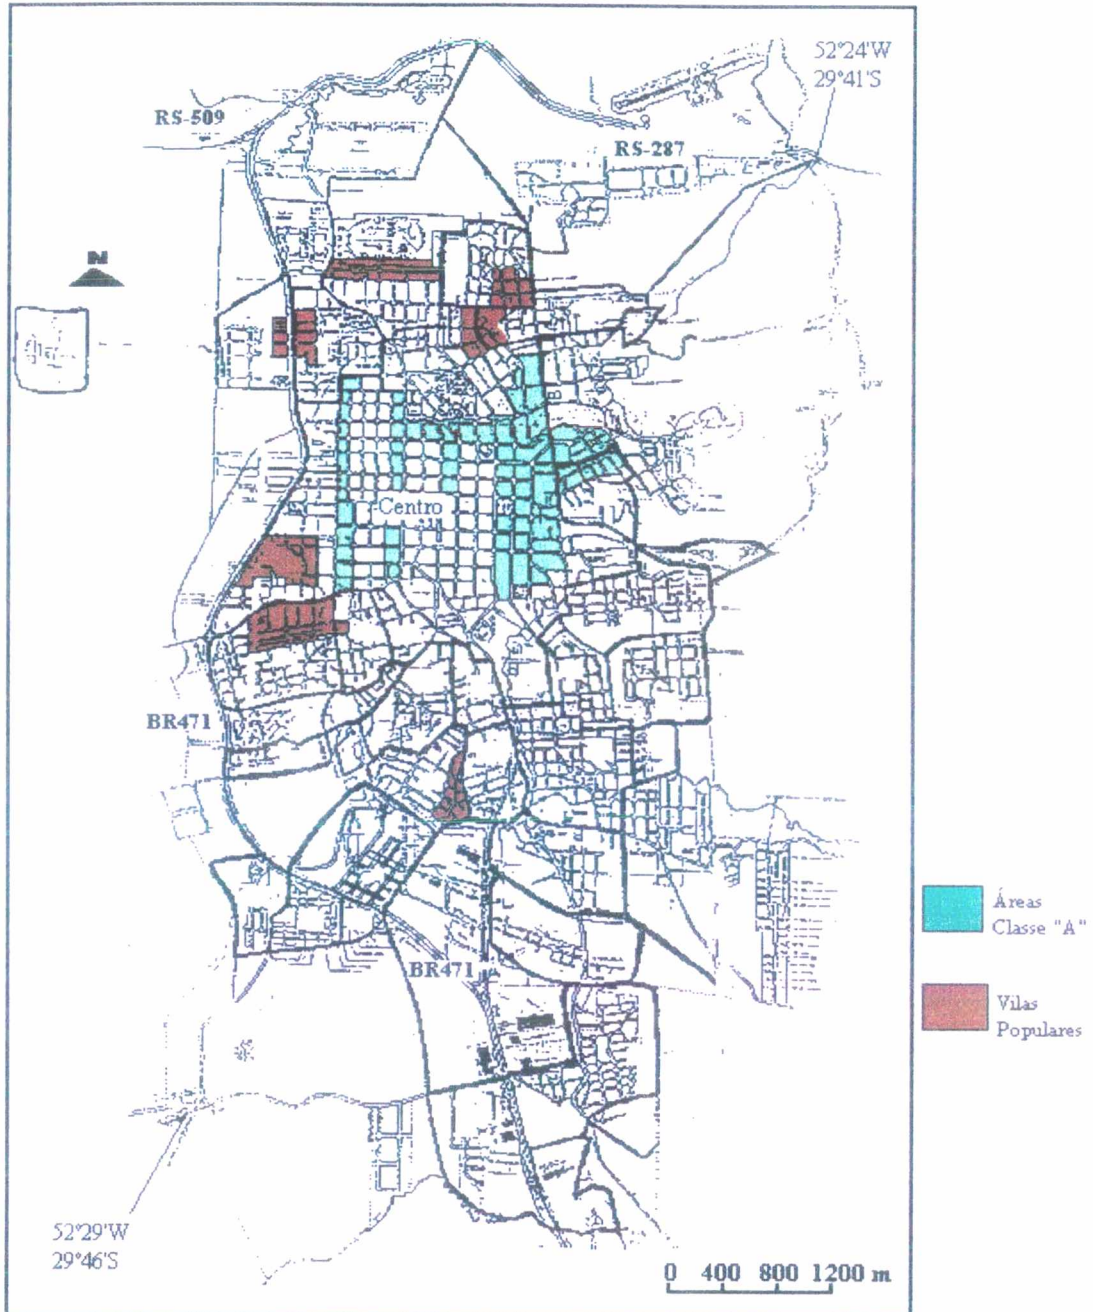 52°24'W
29°41'S
RS-509
RS-287
N
Centro
BR471
BR471
Áreas
Classe "A"
Vilas
Populares
52°29'W
29°46'S
0 400 800 1200 m